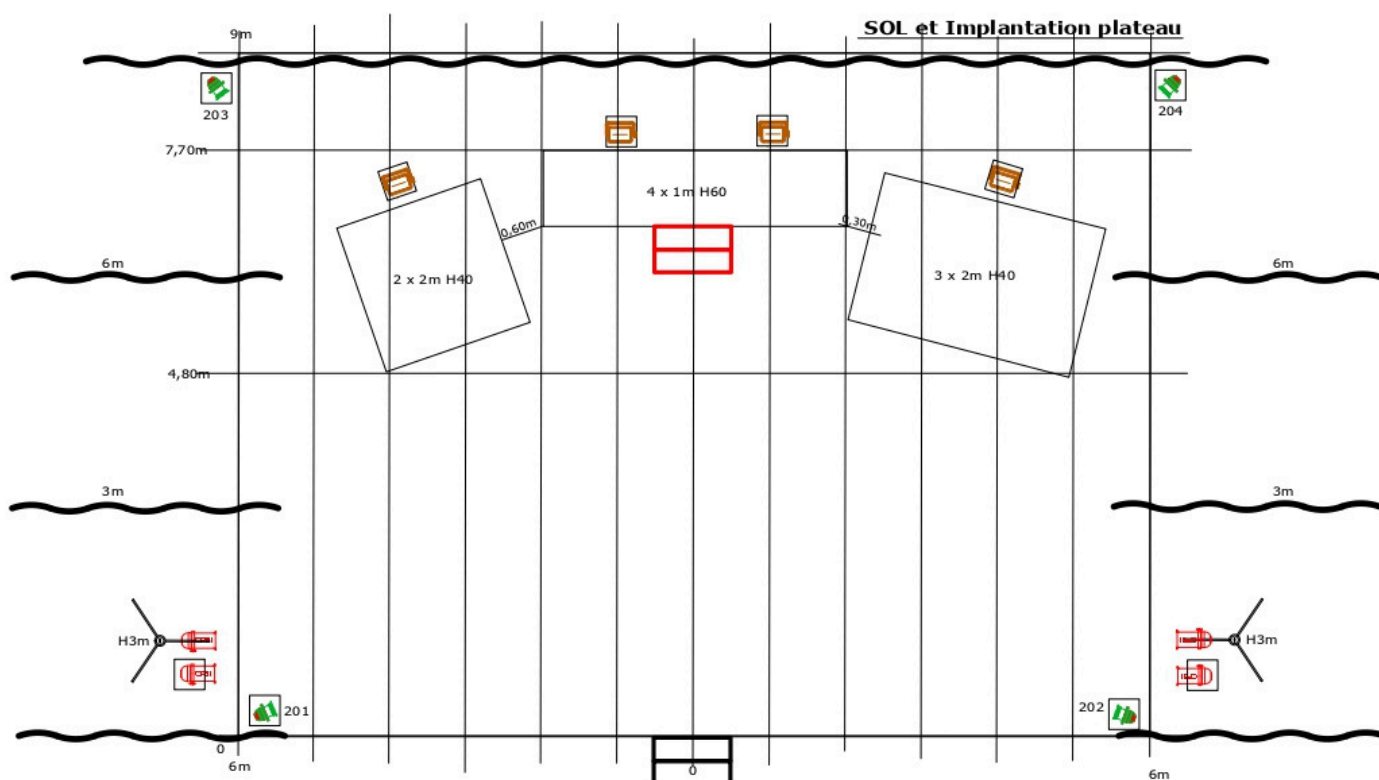 SOL et Implantation plateau
9m
203
204
7,70m
4 x 1m H60
0,60m
0,30m
6m
6m
2 x 2m H40
3 x 2m H40
4,80m
3m
3m
H3m
H3m
201
202
0
0
6m
6m